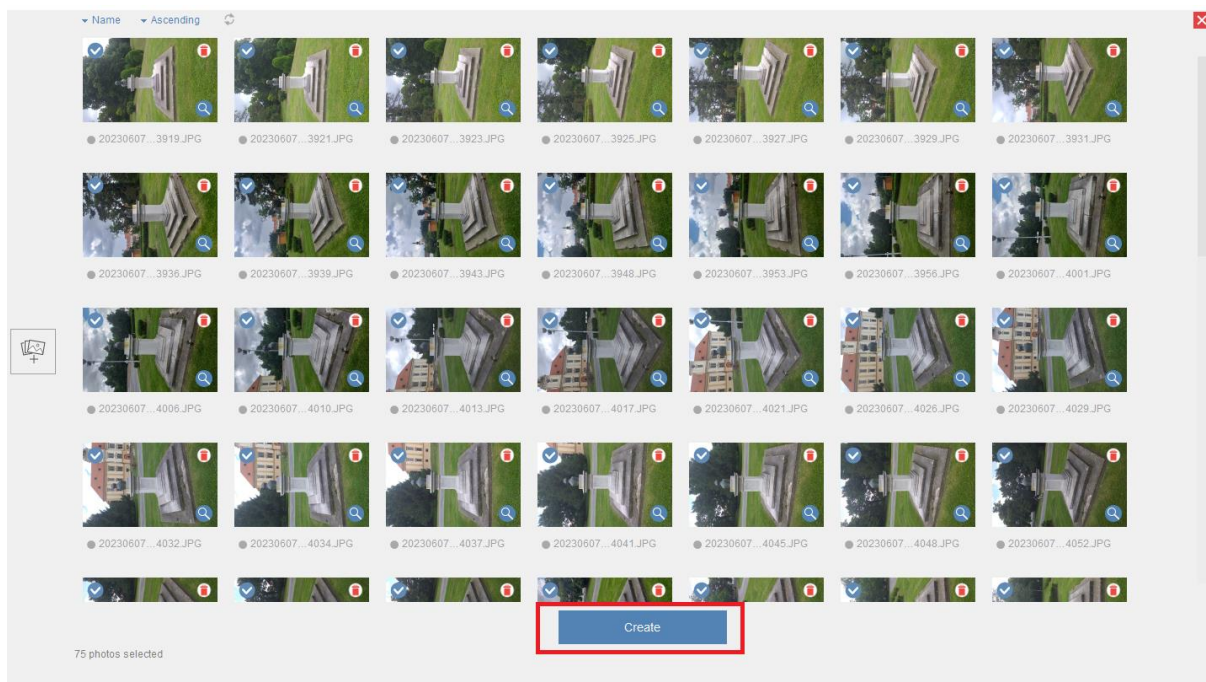 Name Ascending
20230607...3919.JPG 20230607...3921.JPG 20230607...3923.JPG 20230607...3925.JPG 20230607...3927.JPG 20230607...3929.JPG 20230607...3931.JPG
20230607...3936.JPG 20230607...3939.JPG 20230607...3943.JPG 20230607...3948.JPG 20230607...3953.JPG 20230607...3956.JPG 20230607...4001.JPG
20230607...4006.JPG 20230607...4010.JPG 20230607...4013.JPG 20230607...4017.JPG 20230607...4021.JPG 20230607...4026.JPG 20230607...4029.JPG
20230607...4032.JPG 20230607...4034.JPG 20230607...4037.JPG 20230607...4041.JPG 20230607...4045.JPG 20230607...4048.JPG 20230607...4052.JPG
Create
75 photos selected